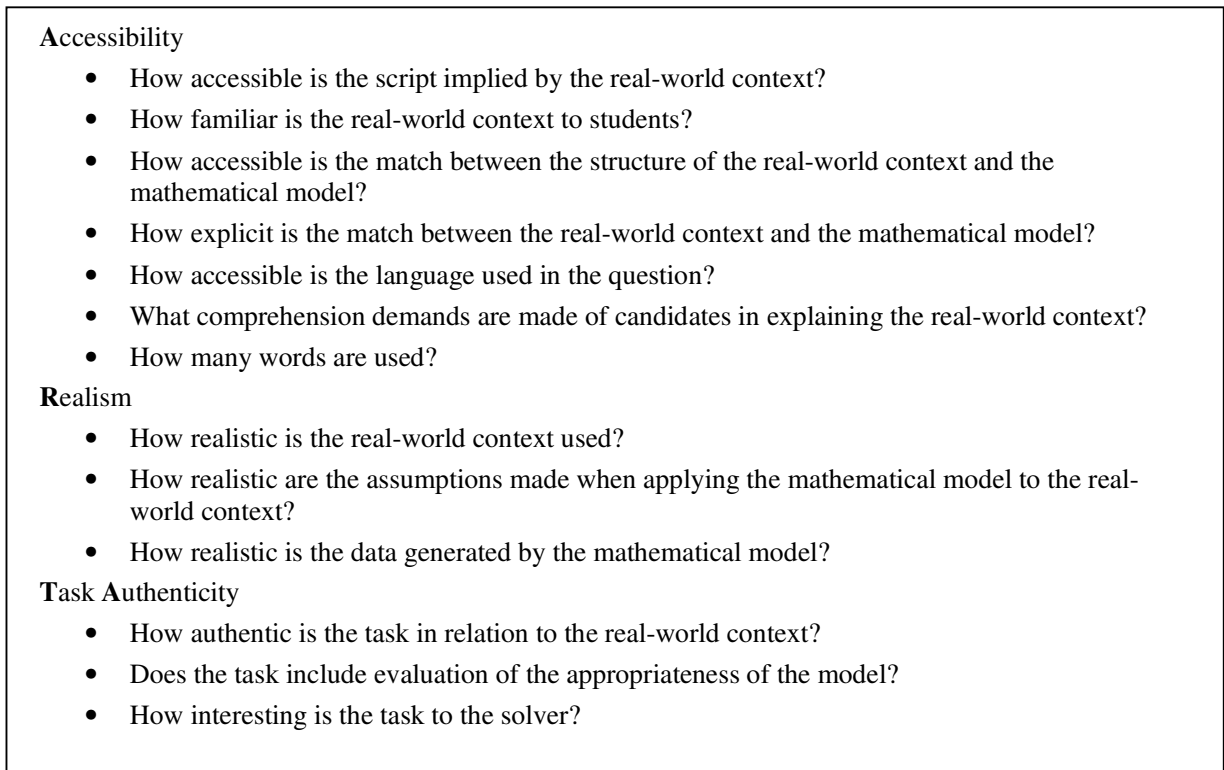 Accessibility
• How accessible is the script implied by the real-world context?
• How familiar is the real-world context to students?
• How accessible is the match between the structure of the real-world context and the
mathematical model?
• How explicit is the match between the real-world context and the mathematical model?
• How accessible is the language used in the question?
• What comprehension demands are made of candidates in explaining the real-world context?
• How many words are used?
Realism
• How realistic is the real-world context used?
• How realistic are the assumptions made when applying the mathematical model to the real-
world context?
• How realistic is the data generated by the mathematical model?
Task Authenticity
• How authentic is the task in relation to the real-world context?
• Does the task include evaluation of the appropriateness of the model?
• How interesting is the task to the solver?